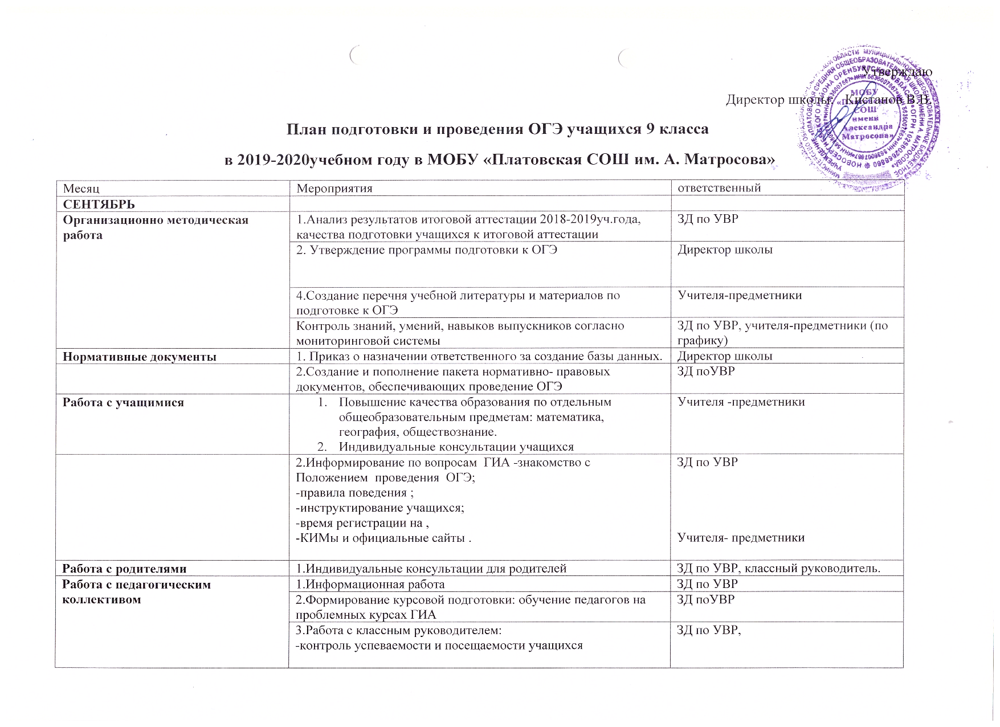 Утверждаю
Директор школы: Кистанов В.В.
МОБУ
«Платовская
СОШ
имени
Александра
Матросова»
План подготовки и проведения ОГЭ учащихся 9 класса
в 2019-2020учебном году в МОБУ «Платовская СОШ им. А. Матросова»
Месяц Мероприятия ответственный
СЕНТЯБРЬ
Организационно методическая 1.Анализ результатов итоговой аттестации 2018-2019уч.года, ЗД по УВР
работа качества подготовки учащихся к итоговой аттестации
2. Утверждение программы подготовки к ОГЭ Директор школы
4.Создание перечня учебной литературы и материалов по Учителя-предметники
подготовке к ОГЭ
Контроль знаний, умений, навыков выпускников согласно ЗД по УВР, учителя-предметники (по
мониторинговой системы графику)
Нормативные документы 1. Приказ о назначении ответственного за создание базы данных. Директор школы
2.Создание и пополнение пакета нормативно- правовых ЗД поУВР
документов, обеспечивающих проведение ОГЭ
Работа с учащимися 1. Повышение качества образования по отдельным Учителя -предметники
общеобразовательным предметам: математика,
география, обществознание.
2. Индивидуальные консультации учащихся
2.Информирование по вопросам ГИА -знакомство с ЗД по УВР
Положением проведения ОГЭ;
-правила поведения ;
-инструктирование учащихся;
-время регистрации на ,
-КИМы и официальные сайты . Учителя- предметники
Работа с родителями 1.Индивидуальные консультации для родителей ЗД по УВР, классный руководитель.
Работа с педагогическим 1.Информационная работа ЗД по УВР
коллективом 2.Формирование курсовой подготовки: обучение педагогов на ЗД поУВР
проблемных курсах ГИА
3.Работа с классным руководителем: ЗД по УВР,
-контроль успеваемости и посещаемости учащихся